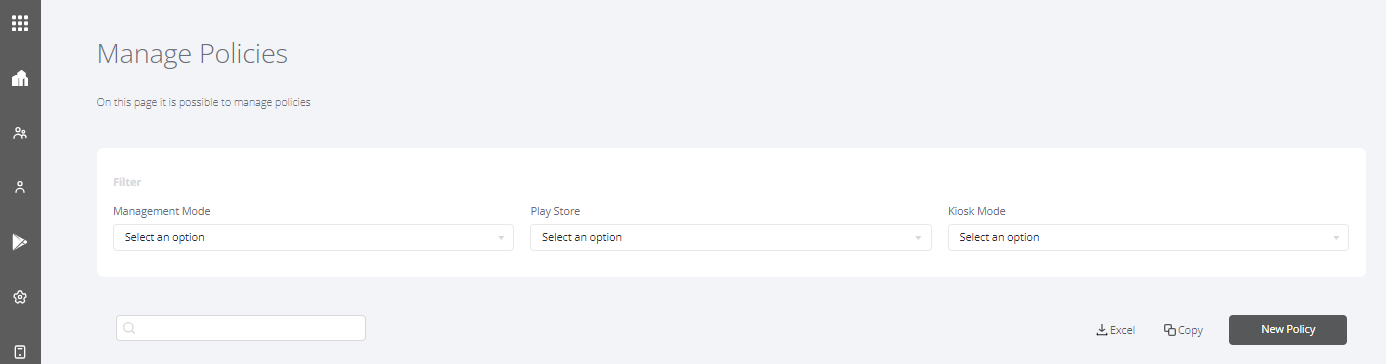 Manage Policies
On this page it is possible to manage policies
Filter
Management Mode Play Store Kiosk Mode
Select an option Select an option Select an option
Excel Copy New Policy